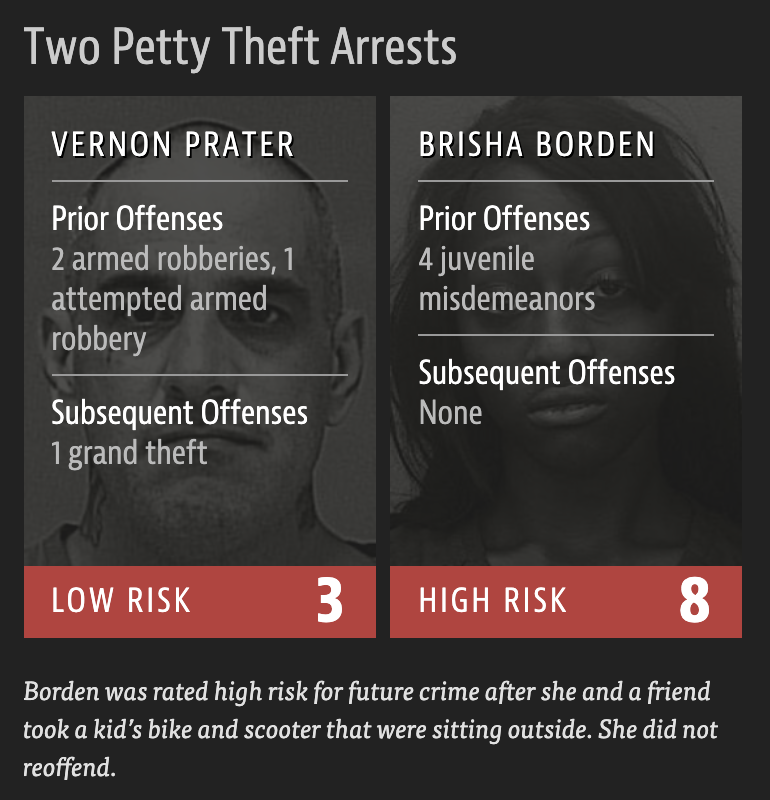 Two Petty Theft Arrests
VERNON PRATER
Prior Offenses
2 armed robberies, 1
attempted armed
robbery
Subsequent Offenses
1 grand theft
LOW RISK 3
BRISHA BORDEN
Prior Offenses
4 juvenile
misdemeanors
Subsequent Offenses
None
HIGH RISK 8
Borden was rated high risk for future crime after she and a friend
took a kid’s bike and scooter that were sitting outside. She did not
reoffend.